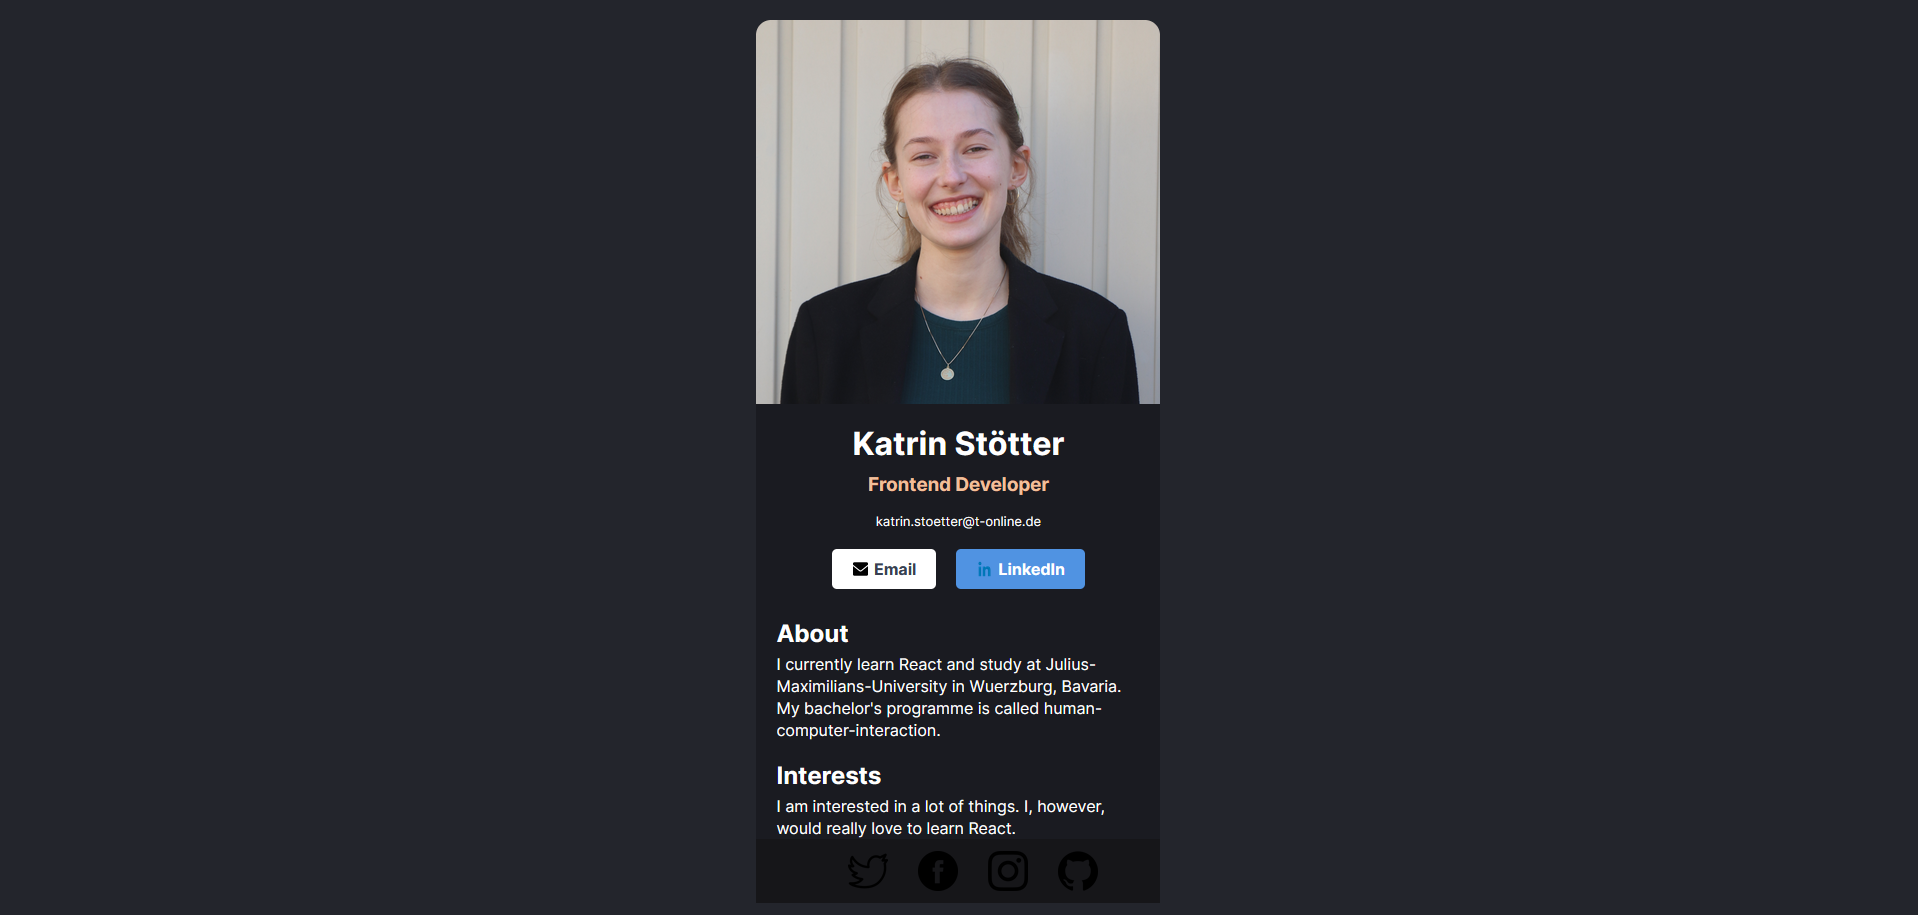 Katrin Stötter
Frontend Developer
katrin.stoetter@t-online.de
Email
in LinkedIn
About
I currently learn React and study at Julius-
Maximilians-University in Wuerzburg, Bavaria.
My bachelor's programme is called human-
computer-interaction.
Interests
I am interested in a lot of things. I, however,
would really love to learn React.